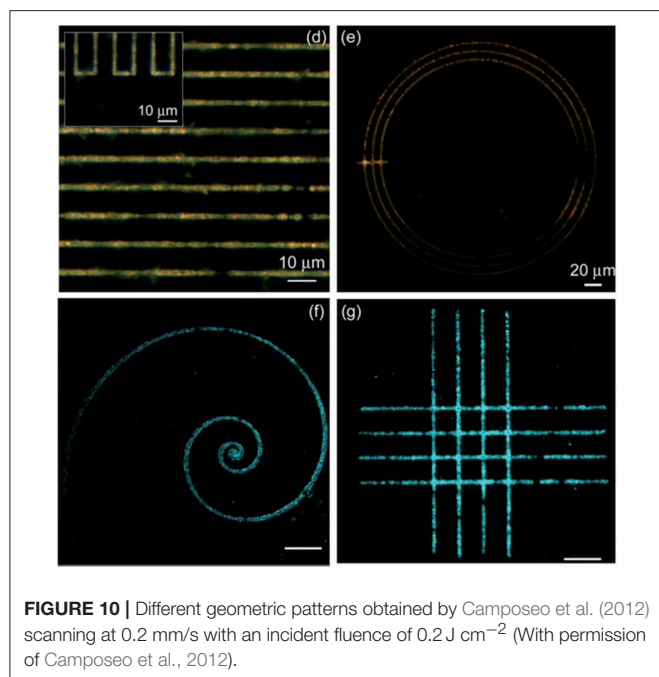 (d)
(e)
10 μm
10 μm
20 μm
(f)
(g)
FIGURE 10 | Different geometric patterns obtained by Camposeo et al. (2012)
scanning at 0.2 mm/s with an incident fluence of 0.2 J cm−2 (With permission
of Camposeo et al., 2012).